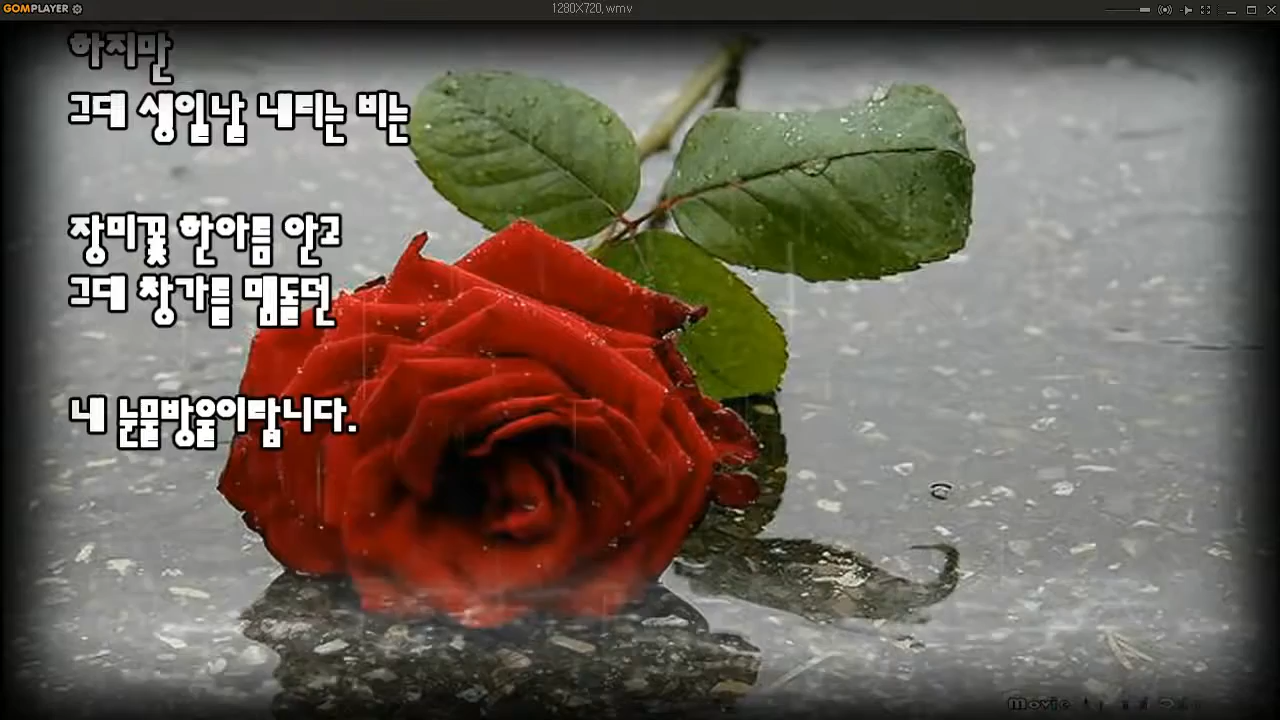 GOMPLAYER 1280X720,wmv
하지만
그대 생일날 내리는 비는
장미꽃 한아름 안고
그대 창가를 맴돌던
내 눈물방울이랍니다.
movie